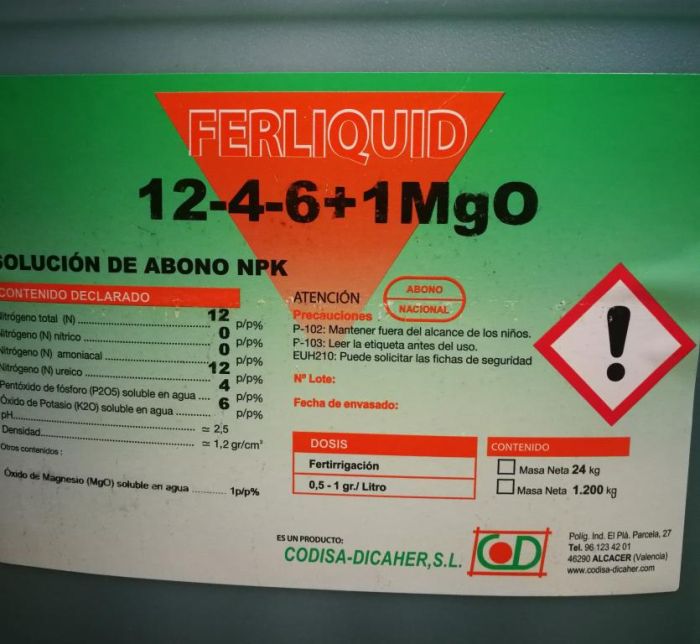 FERLIQUID
12-4-6+1MgO
SOLUCIÓN DE ABONO NPK
CONTENIDO DECLARADO
Nitrógeno total (N) 12 p/p%
Nitrógeno (N) nítrico 0 p/p%
Nitrógeno (N) amoniacal 0 p/p%
Nitrógeno (N) ureico 12 p/p%
Pentóxido de fósforo (P2O5) soluble en agua 4 p/p%
Óxido de Potasio (K2O) soluble en agua 6 p/p%
pH ≃ 2,5
Densidad ≃ 1,2 gr/cm³
Otros contenidos :
Óxido de Magnesio (MgO) soluble en agua 1p/p%
ATENCIÓN
ABONO
NACIONAL
Precauciones
P-102: Mantener fuera del alcance de los niños.
P-103: Leer la etiqueta antes del uso.
EUH210: Puede solicitar las fichas de seguridad
Nº Lote:
Fecha de envasado:
DOSIS
Fertirrigación
0,5 - 1 gr./ Litro
CONTENIDO
Masa Neta 24 kg
Masa Neta 1.200 kg
ES UN PRODUCTO:
CODISA-DICAHER,S.L.
CD
Políg. Ind. El Plà. Parcela, 27
Tel. 96 123 42 01
46290 ALCACER (Valencia)
www.codisa-dicaher.com